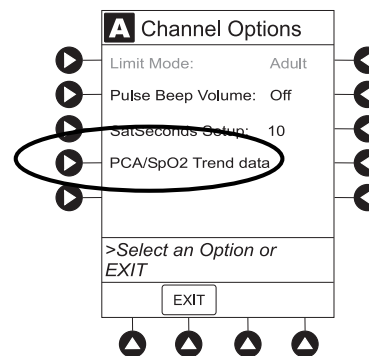 A Channel Options
Limit Mode: Adult
Pulse Beep Volume: Off
SatSeconds Setup: 10
PCA/SpO2 Trend data
>Select an Option or
EXIT
EXIT